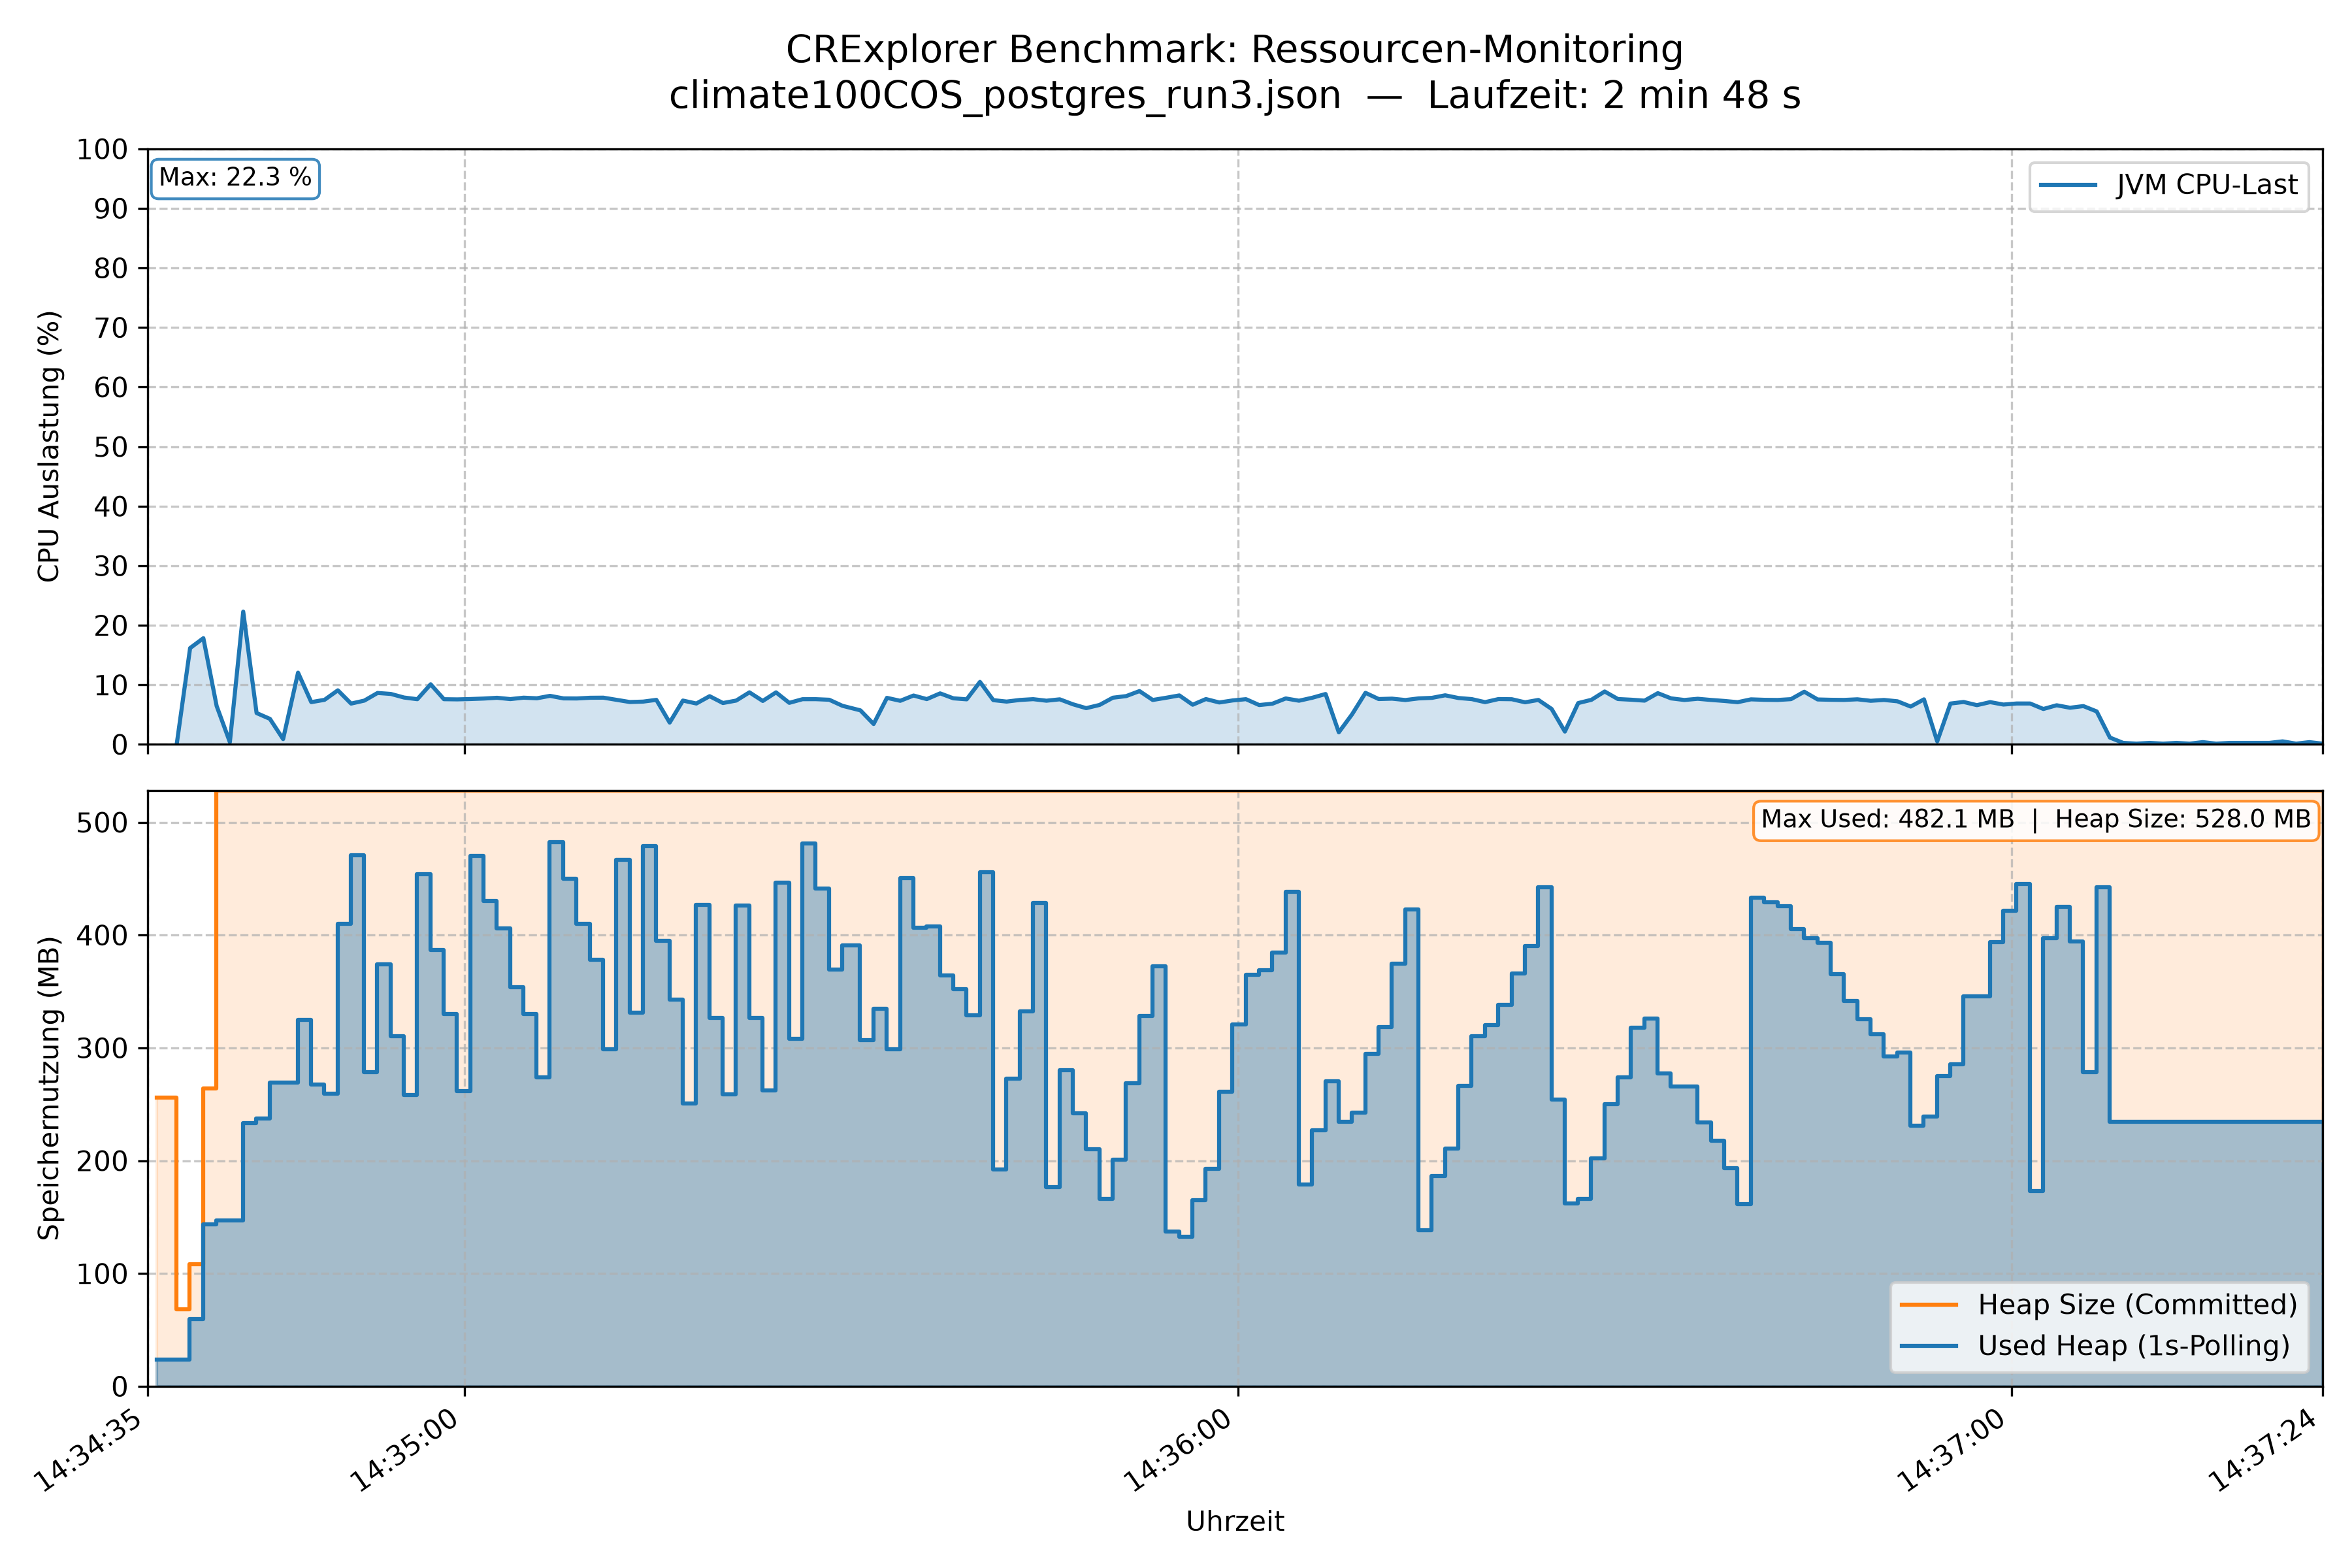 CRExplorer Benchmark: Ressourcen-Monitoring
climate100COS_postgres_run3.json — Laufzeit: 2 min 48 s
Max: 22.3 %
JVM CPU-Last
CPU Auslastung (%)
100
90
80
70
60
50
40
30
20
10
0
Max Used: 482.1 MB | Heap Size: 528.0 MB
Speichernutzung (MB)
500
400
300
200
100
0
Heap Size (Committed)
Used Heap (1s-Polling)
14:34:35
14:35:00
14:36:00
14:37:00
14:37:24
Uhrzeit